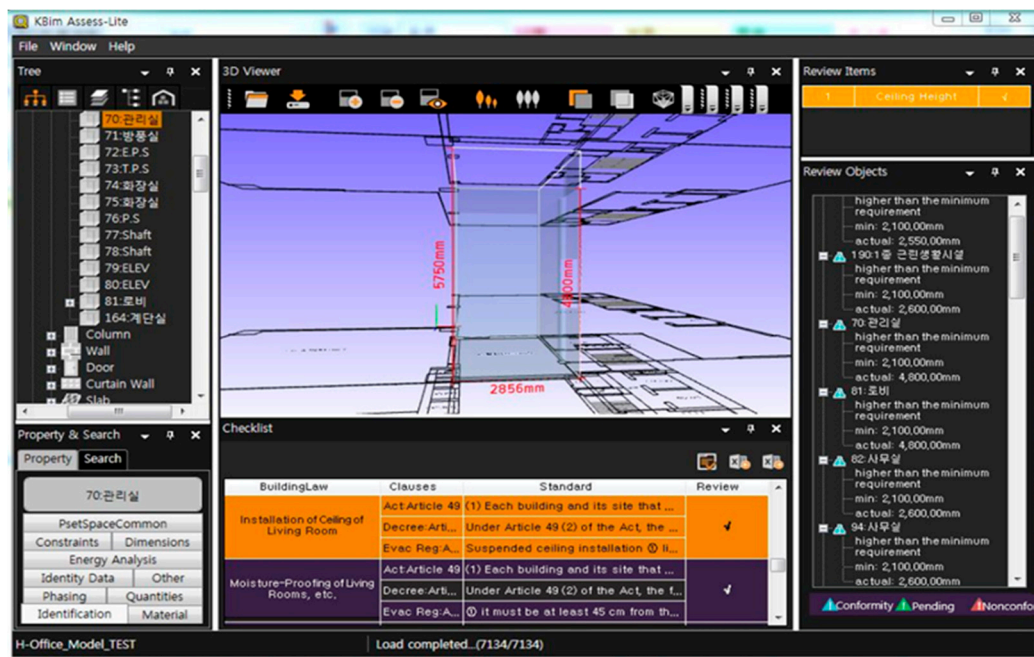 KBim Assess-Lite
File Window Help
Tree
70:관리실
71:방풍실
72:E.P.S
73:T.P.S
74:화장실
75:화장실
76:P.S
77:Shaft
78:Shaft
79:ELEV
80:ELEV
81:로비
164:계단실
Column
Wall
Door
Curtain Wall
Slab
Property & Search
Property Search
70:관리실
PsetSpaceCommon
Constraints Dimensions
Energy Analysis
Identity Data Other
Phasing Quantities
Identification Material
3D Viewer
5750mm
4800mm
2856mm
Checklist
BuildingLaw Clauses Standard Review
Installation of Ceiling of
Living Room
Act:Article 49 (1) Each building and its site that ...
Decree:Arti... Under Article 49 (2) of the Act, the ...
Evac Reg:A... Suspended ceiling installation ① li...
√
Moisture-Proofing of Living
Rooms, etc.
Act:Article 49 (1) Each building and its site that ...
Decree:Arti... Under Article 49 (2) of the Act, the f...
Evac Reg:A... ① it must be at least 45 cm from th...
√
Review Items
1 Ceiling Height √
Review Objects
higher than the minimum
requirement
min: 2,100,00mm
actual: 2,550,00mm
190:1종 근린생활시설
higher than the minimum
requirement
min: 2,100,00mm
actual: 2,600,00mm
70:관리실
higher than the minimum
requirement
min: 2,100,00mm
actual: 4,800,00mm
81:로비
higher than the minimum
requirement
min: 2,100,00mm
actual: 4,800,00mm
82:사무실
higher than the minimum
requirement
min: 2,100,00mm
actual: 2,600,00mm
94:사무실
higher than the minimum
requirement
min: 2,100,00mm
actual: 2,600,00mm
Conformity Pending Nonconfo
H-Office_Model_TEST Load completed...(7134/7134)